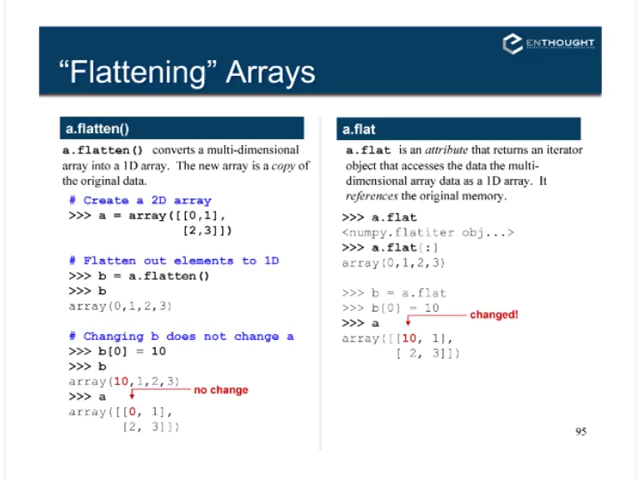 ENTHOUGHT
“Flattening” Arrays
a.flatten()
a.flatten() converts a multi-dimensional
array into a 1D array. The new array is a copy of
the original data.
# Create a 2D array
>>> a = array([[0,1],
[2,3]])
# Flatten out elements to 1D
>>> b = a.flatten()
>>> b
array(0,1,2,3)
# Changing b does not change a
>>> b[0] = 10
>>> b
array(10,1,2,3)
>>> a
no change
array([[0, 1],
[2, 3]])
a.flat
a.flat is an attribute that returns an iterator
object that accesses the data the multi-
dimensional array data as a 1D array. It
references the original memory.
>>> a.flat
<numpy.flatiter obj...>
>>> a.flat[:]
array(0,1,2,3)
>>> b = a.flat
>>> b[0] = 10
changed!
>>> a
array([[10, 1],
[ 2, 3]])
95